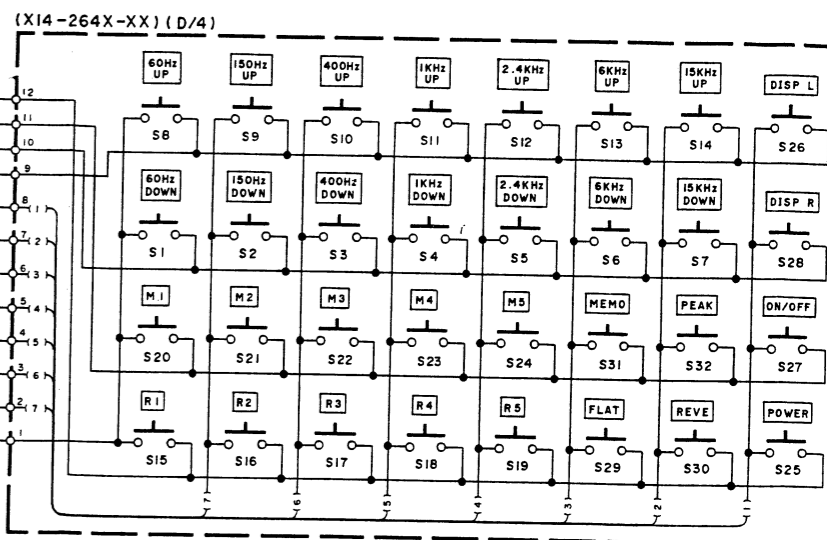 (X14-264X-XX) (D/4)
60Hz UP 150Hz UP 400Hz UP 1KHz UP 2.4KHz UP 6KHz UP 15KHz UP DISP L
12
S8 S9 S10 S11 S12 S13 S14 S26
11
10
9
60Hz DOWN 150Hz DOWN 400Hz DOWN 1KHz DOWN 2.4KHz DOWN 6KHz DOWN 15KHz DOWN DISP R
8 (1)
7 (2)
S1 S2 S3 S4 S5 S6 S7 S28
6 (3)
M.1 M2 M3 M4 M5 MEMO PEAK ON/OFF
5 (4)
4 (5)
S20 S21 S22 S23 S24 S31 S32 S27
3 (6)
2 (7)
R1 R2 R3 R4 R5 FLAT REVE POWER
1
S15 S16 S17 S18 S19 S29 S30 S25
7 6 5 4 3 2 1